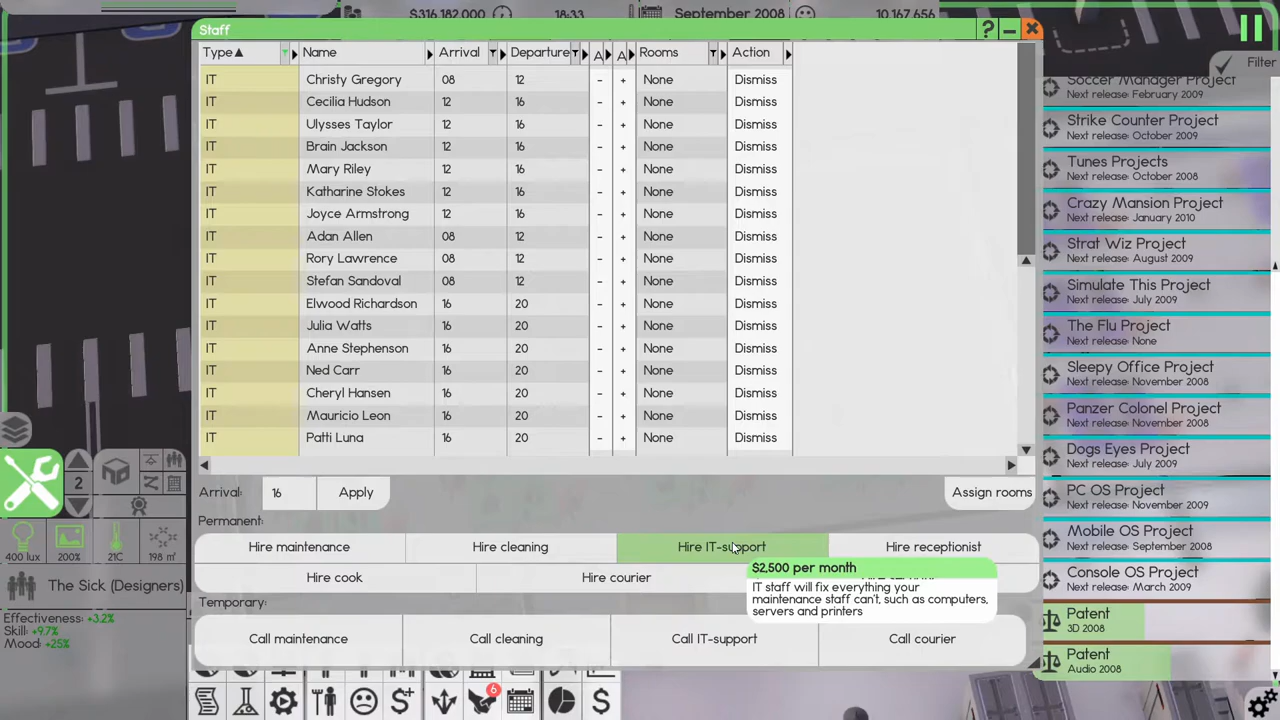 $316 182 000
18:33
September 2008
10,167,656
Staff
?
Filter
Type▲ Name Arrival Departure A A Rooms Action
IT Christy Gregory 08 12 - + None Dismiss
IT Cecilia Hudson 12 16 - + None Dismiss
IT Ulysses Taylor 12 16 - + None Dismiss
IT Brain Jackson 12 16 - + None Dismiss
IT Mary Riley 12 16 - + None Dismiss
IT Katharine Stokes 12 16 - + None Dismiss
IT Joyce Armstrong 12 16 - + None Dismiss
IT Adan Allen 08 12 - + None Dismiss
IT Rory Lawrence 08 12 - + None Dismiss
IT Stefan Sandoval 08 12 - + None Dismiss
IT Elwood Richardson 16 20 - + None Dismiss
IT Julia Watts 16 20 - + None Dismiss
IT Anne Stephenson 16 20 - + None Dismiss
IT Ned Carr 16 20 - + None Dismiss
IT Cheryl Hansen 16 20 - + None Dismiss
IT Mauricio Leon 16 20 - + None Dismiss
IT Patti Luna 16 20 - + None Dismiss
Arrival: 16 Apply Assign rooms
Permanent:
Hire maintenance Hire cleaning Hire IT-support Hire receptionist
Hire cook Hire courier
$2,500 per month
IT staff will fix everything your
maintenance staff can't, such as computers,
servers and printers
Temporary:
Call maintenance Call cleaning Call IT-support Call courier
Soccer Manager Project
Next release: February 2009
Strike Counter Project
Next release: October 2009
Tunes Projects
Next release: October 2008
Crazy Mansion Project
Next release: January 2010
Strat Wiz Project
Next release: August 2009
Simulate This Project
Next release: July 2009
The Flu Project
Next release: None
Sleepy Office Project
Next release: November 2008
Panzer Colonel Project
Next release: November 2008
Dogs Eyes Project
Next release: July 2009
PC OS Project
Next release: November 2009
Mobile OS Project
Next release: September 2008
Console OS Project
Next release: March 2009
Patent
3D 2008
Patent
Audio 2008
2
400 lux 200% 21C 198 m²
The Sick (Designers)
Effectiveness: +3.2%
Skill: +9.7%
Mood: +25%
6
$+
$